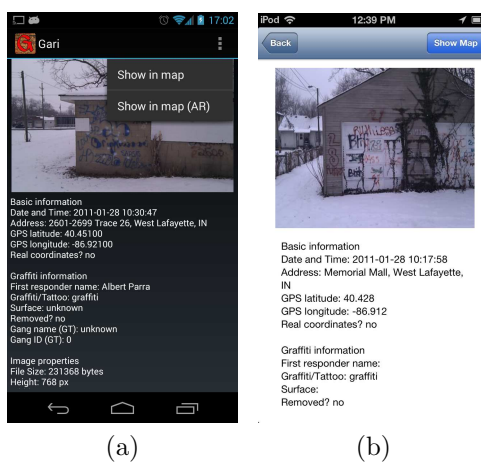 17:02
Gari
Show in map
Show in map (AR)
Basic information
Date and Time: 2011-01-28 10:30:47
Address: 2601-2699 Trace 26, West Lafayette, IN
GPS latitude: 40.45100
GPS longitude: -86.92100
Real coordinates? no
Graffiti information
First responder name: Albert Parra
Graffiti/Tattoo: graffiti
Surface: unknown
Removed? no
Gang name (GT): unknown
Gang ID (GT): 0
Image properties
File Size: 231368 bytes
Height: 768 px
(a)
iPod
12:39 PM
Back
Show Map
Basic information
Date and Time: 2011-01-28 10:17:58
Address: Memorial Mall, West Lafayette,
IN
GPS latitude: 40.428
GPS longitude: -86.912
Real coordinates? no
Graffiti information
First responder name:
Graffiti/Tattoo: graffiti
Surface:
Removed? no
(b)